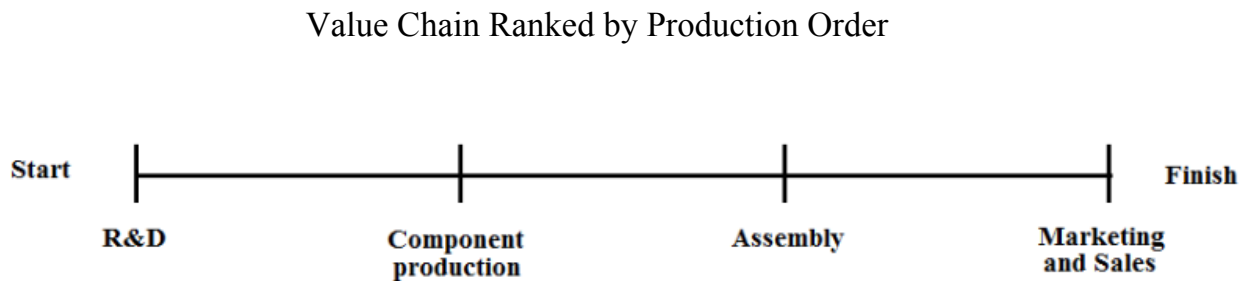 Value Chain Ranked by Production Order
Start
Finish
R&D
Component
production
Assembly
Marketing
and Sales